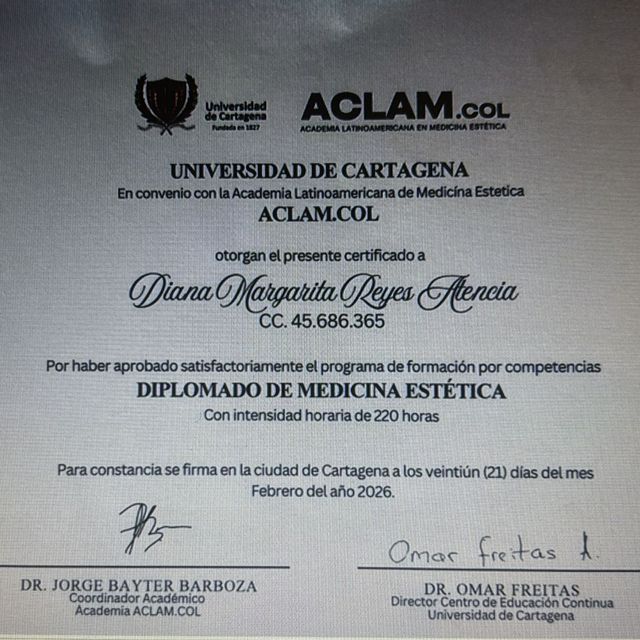 Universidad
de Cartagena
Fundada en 1827
ACLAM.COL
ACADEMIA LATINOAMERICANA EN MEDICINA ESTÉTICA
UNIVERSIDAD DE CARTAGENA
En convenio con la Academia Latinoamericana de Medicína Estetica
ACLAM.COL
otorgan el presente certificado a
Diana Margarita Reyes Atencia
CC. 45.686.365
Por haber aprobado satisfactoriamente el programa de formación por competencias
DIPLOMADO DE MEDICINA ESTÉTICA
Con intensidad horaria de 220 horas
Para constancia se firma en la ciudad de Cartagena a los veintiún (21) días del mes
Febrero del año 2026.
Omar freitas A.
DR. JORGE BAYTER BARBOZA
Coordinador Académico
Academia ACLAM.COL
DR. OMAR FREITAS
Director Centro de Educación Continua
Universidad de Cartagena